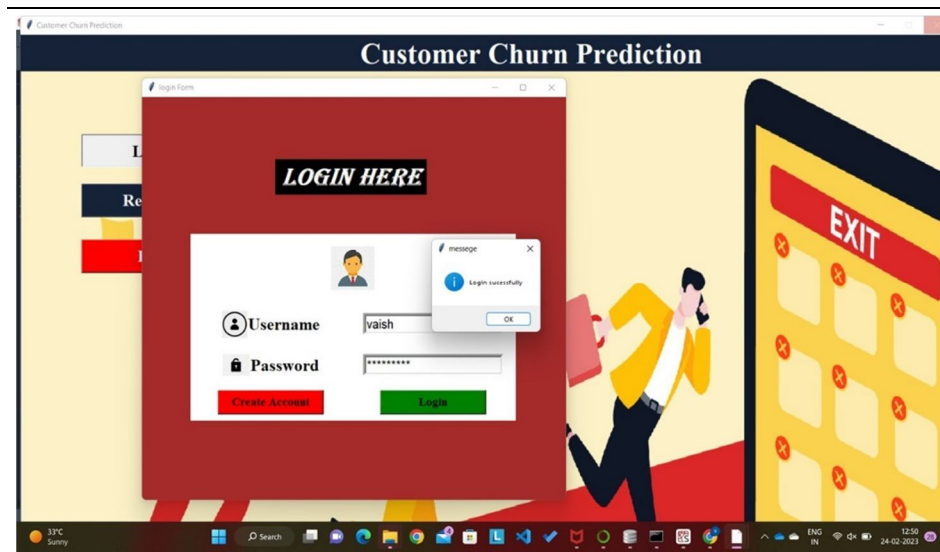 Customer Churn Prediction
Customer Churn Prediction
login Form
L
LOGIN HERE
Re
EXIT
messege
Login sucessfully
OK
Username
vaish
Password
*********
Create Account
Login
33°C
Sunny
Search
ENG
IN
12:50
24-02-2023